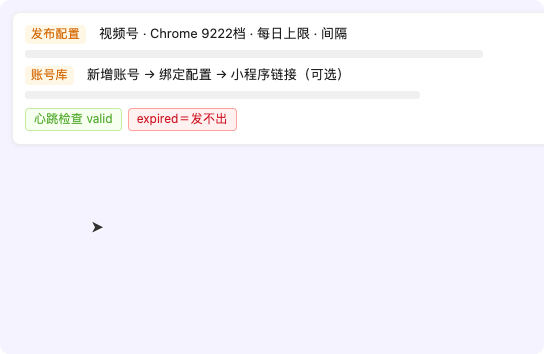 发布配置 视频号 · Chrome 9222档 · 每日上限 · 间隔
账号库 新增账号 → 绑定配置 → 小程序链接（可选）
心跳检查 valid expired＝发不出